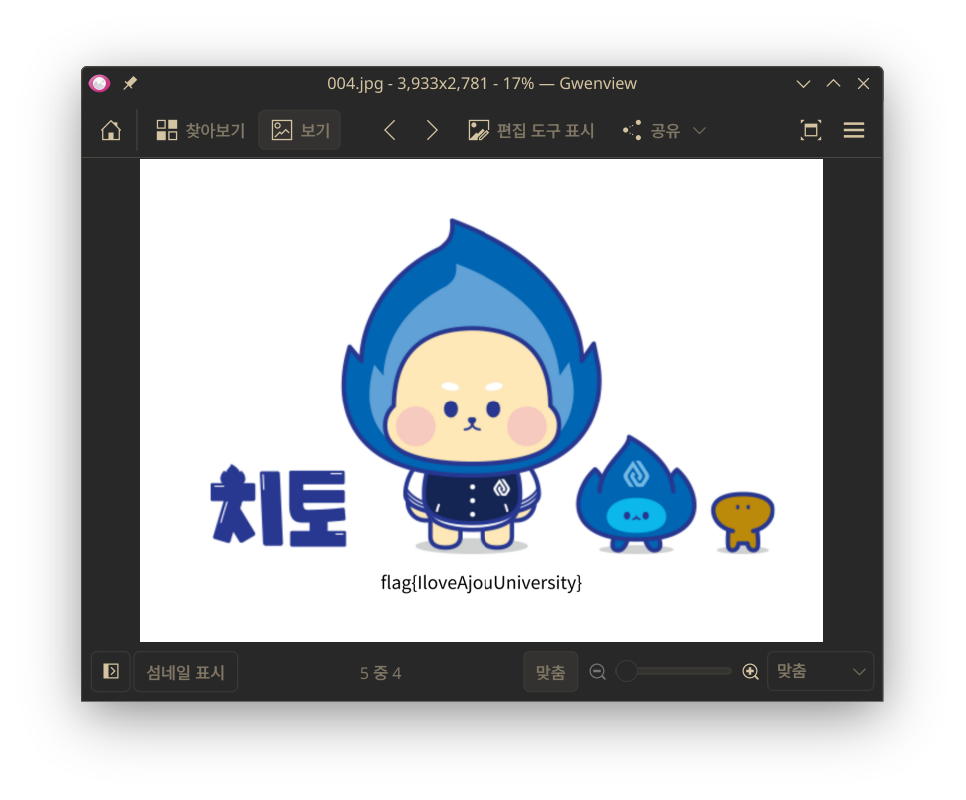 004.jpg - 3,933x2,781 - 17% — Gwenview
찾아보기 보기 편집 도구 표시 공유
치토
flag{IloveAjouUniversity}
섬네일 표시 5 중 4 맞춤 맞춤